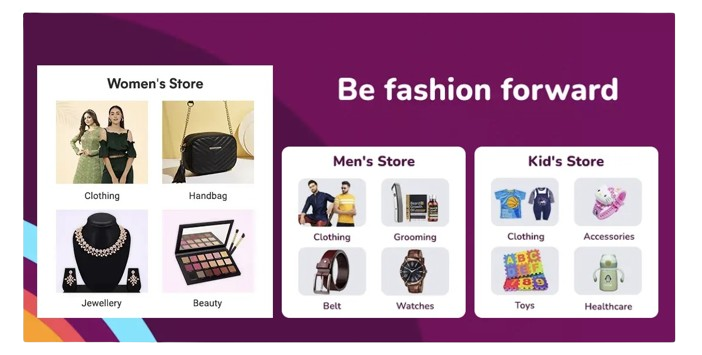 Women's Store
Clothing
Handbag
Jewellery
Beauty
Be fashion forward
Men's Store
Clothing
Grooming
Belt
Watches
Kid's Store
Clothing
Accessories
Toys
Healthcare
ABC